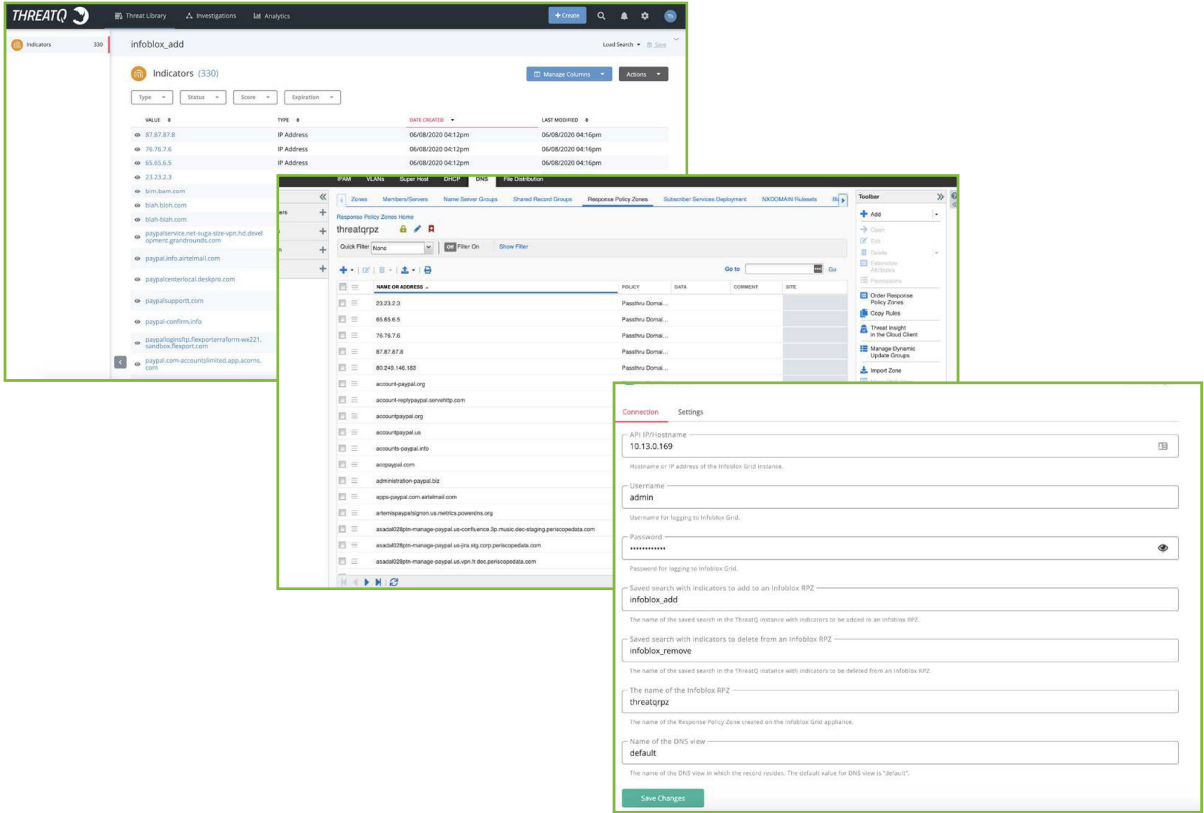 THREATQ
Threat Library
Investigations
Analytics
+ Create
Indicators 330
infoblox_add
Load Search
Save
Indicators (330)
Manage Columns
Actions
Type
Status
Score
Expiration
VALUE TYPE DATE CREATED LAST MODIFIED
87.87.87.8 IP Address 06/08/2020 04:12pm 06/08/2020 04:16pm
76.76.7.6 IP Address 06/08/2020 04:12pm 06/08/2020 04:16pm
65.65.6.5 IP Address 06/08/2020 04:12pm 06/08/2020 04:16pm
23.23.2.3
bim.bam.com
blah.bloh.com
blah-blzh.com
paypalservice.net-suga-size-vpn.hd.devel
opment.grandrounds.com
paypal.info.airtelmail.com
paypalcenterlocal.deskpro.com
paypalsupportt.com
paypal-confirm.info
paypalloginsftp.flexporterraform-wx221.
sandbox.flexport.com
paypal.com-accountslimited.app.acorns.
com
IPAM VLANs Super Host DHCP DNS File Distribution
Zones Members/Servers Name Server Groups Shared Record Groups Response Policy Zones Subscriber Services Deployment NXDOMAIN Rulesets
Response Policy Zones Home
threatqrpz
Quick Filter None Off Filter On Show Filter
Go to Go
NAME OR ADDRESS POLICY DATA COMMENT SITE
23.23.2.3 Passthru Domai...
65.65.6.5 Passthru Domai...
76.76.7.6 Passthru Domai...
87.87.87.8 Passthru Domai...
80.249.146.183 Passthru Domai...
account-paypal.org
account-replypaypal.servehttp.com
accountpaypal.org
accountpaypal.us
accounts-paypal.info
accpaypal.com
administration-paypal.biz
apps-paypal.com.airtelmail.com
artemispaypalsignon.us.metrics.powerdns.org
asadal028ptn-manage-paypal.us-confluence.3p.music.dec-staging.periscopedata.com
asadal028ptn-manage-paypal.us-jira.stg.corp.periscopedata.com
asadal028ptn-manage-paypal.us.vpn.fr.dec.periscopedata.com
Toolbar
Add
Open
Edit
Delete
Extensible
Attributes
Permissions
Order Response
Policy Zones
Copy Rules
Threat Insight
in the Cloud Client
Manage Dynamic
Update Groups
Import Zone
Connection Settings
API IP/Hostname
10.13.0.169
Hostname or IP address of the Infoblox Grid instance.
Username
admin
Username for logging to Infoblox Grid.
Password
••••••••••••
Password for logging to Infoblox Grid.
Saved search with indicators to add to an Infoblox RPZ
infoblox_add
The name of the saved search in the ThreatQ instance with indicators to be added to an Infoblox RPZ.
Saved search with indicators to delete from an Infoblox RPZ
infoblox_remove
The name of the saved search in the ThreatQ instance with indicators to be deleted from an Infoblox RPZ.
The name of the Infoblox RPZ
threatqrpz
The name of the Response Policy Zone created on the Infoblox Grid appliance.
Name of the DNS view
default
The name of the DNS view in which the record resides. The default value for DNS view is "default".
Save Changes